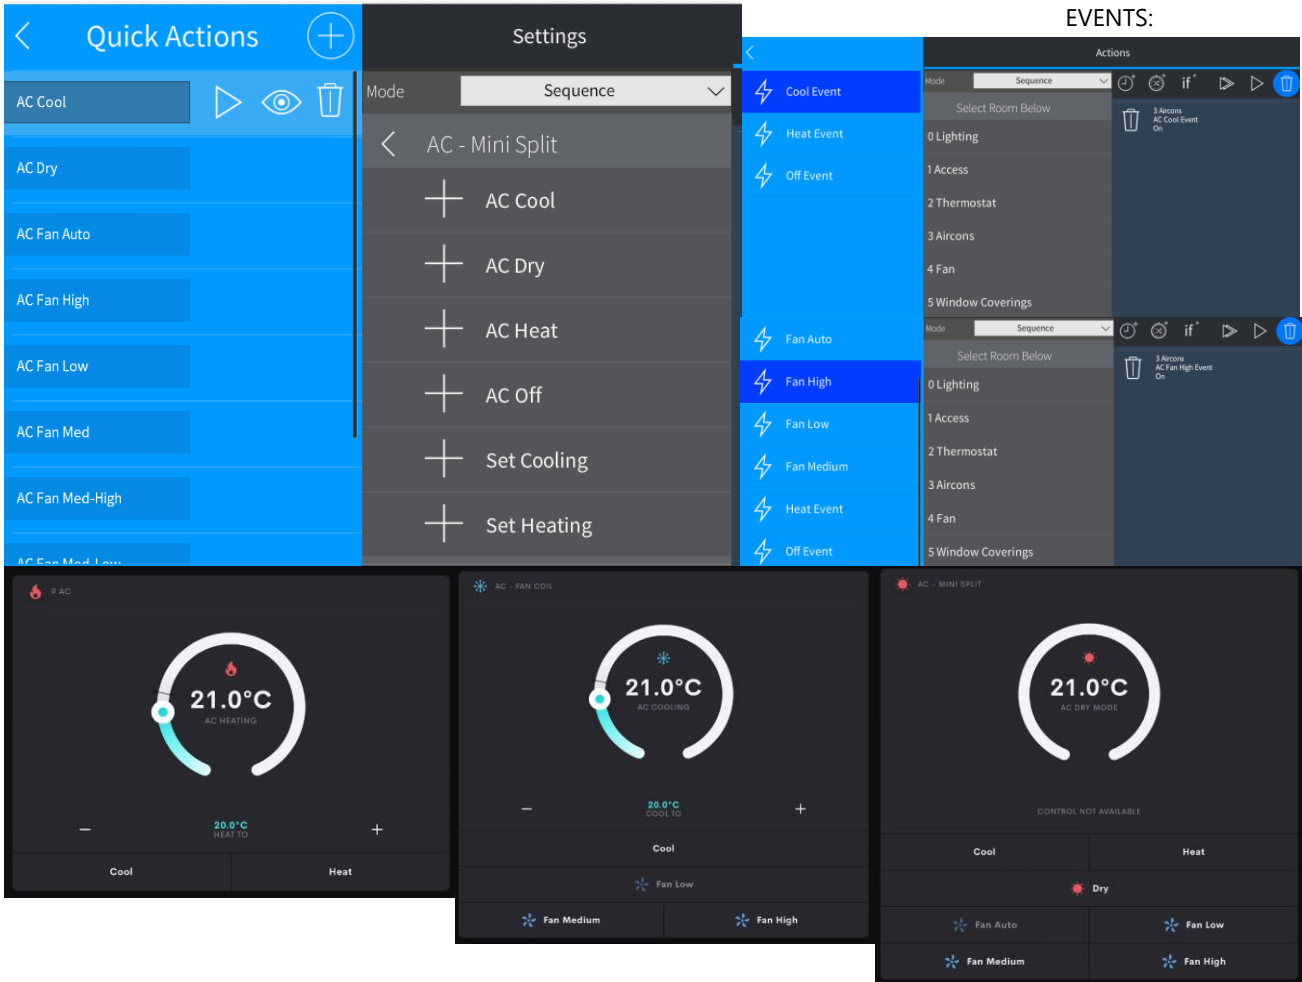 EVENTS:
Quick Actions
AC Cool
AC Dry
AC Fan Auto
AC Fan High
AC Fan Low
AC Fan Med
AC Fan Med-High
AC Fan Med-Low
Settings
Mode
Sequence
AC - Mini Split
AC Cool
AC Dry
AC Heat
AC Off
Set Cooling
Set Heating
Cool Event
Heat Event
Off Event
Actions
Mode
Sequence
if+
Select Room Below
0 Lighting
1 Access
2 Thermostat
3 Aircons
4 Fan
5 Window Coverings
3 Aircons
AC Cool Event
On
Fan Auto
Fan High
Fan Low
Fan Medium
Heat Event
Off Event
Mode
Sequence
if+
Select Room Below
0 Lighting
1 Access
2 Thermostat
3 Aircons
4 Fan
5 Window Coverings
3 Aircons
AC Fan High Event
On
9 AC
21.0°C
AC HEATING
−
20.0°C
HEAT TO
+
Cool
Heat
AC - FAN COIL
21.0°C
AC COOLING
−
20.0°C
COOL TO
+
Cool
Fan Low
Fan Medium
Fan High
AC - MINI SPLIT
21.0°C
AC DRY MODE
CONTROL NOT AVAILABLE
Cool
Heat
Dry
Fan Auto
Fan Low
Fan Medium
Fan High